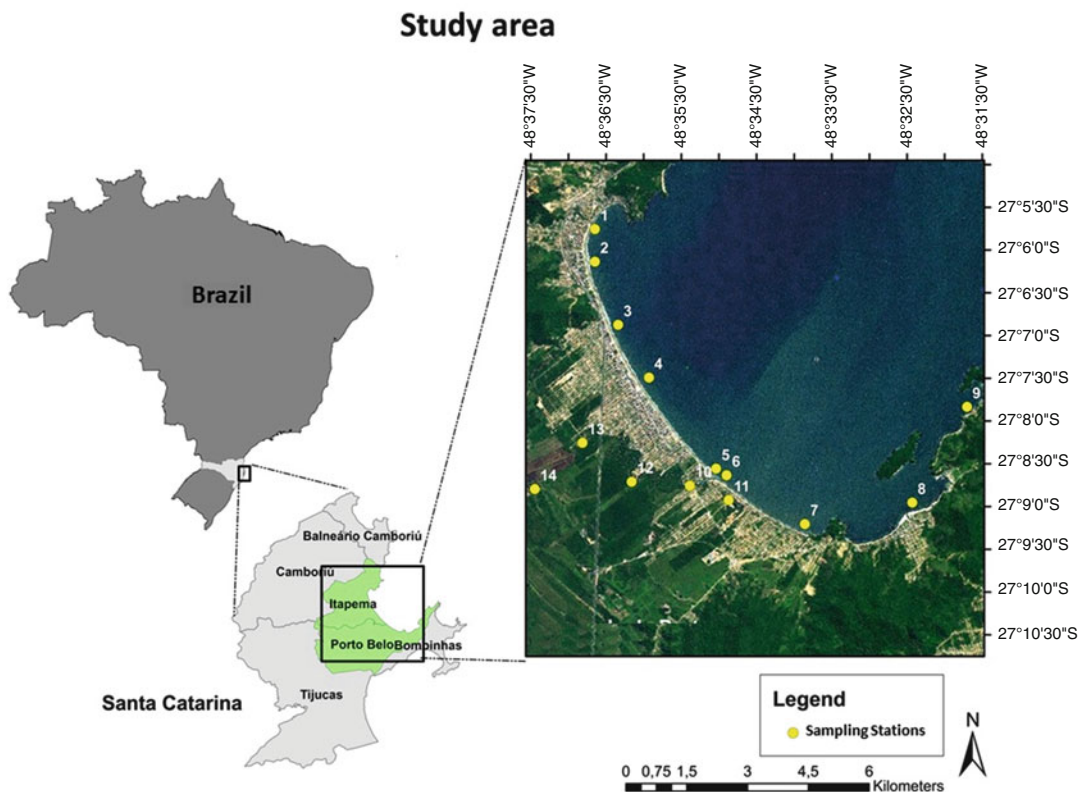 Study area
48°37'30"W
48°36'30"W
48°35'30"W
48°34'30"W
48°33'30"W
48°32'30"W
48°31'30"W
27°5'30"S
27°6'0"S
27°6'30"S
27°7'0"S
27°7'30"S
27°8'0"S
27°8'30"S
27°9'0"S
27°9'30"S
27°10'0"S
27°10'30"S
1
2
3
4
5
6
7
8
9
10
11
12
13
14
Brazil
Balneário Camboriú
Camboriú
Itapema
Porto Belo
Bombinhas
Tijucas
Santa Catarina
Legend
Sampling Stations
N
0 0,75 1,5 3 4,5 6
Kilometers